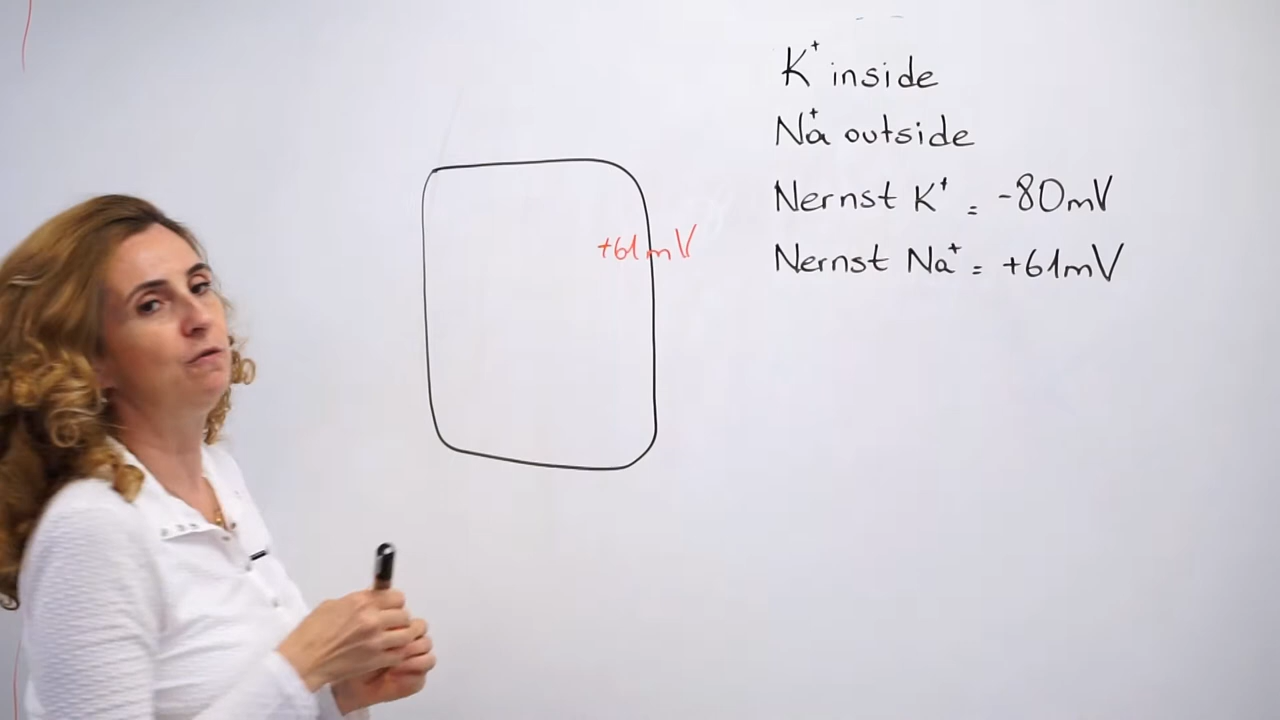 K⁺ inside
Na⁺ outside
Nernst K⁺ = -80mV
+61mV
Nernst Na⁺ = +61mV